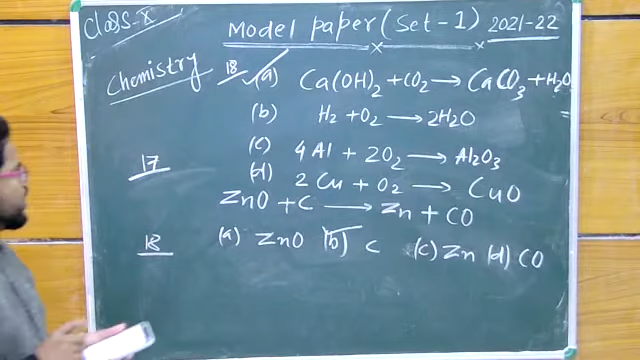 Class-X
Model paper (Set - 1) 2021-22
Chemistry
18 (a) Ca(OH)₂ + CO₂ → CaCO₃ + H₂O
(b) H₂ + O₂ → 2H₂O
17
(c) 4Al + 2O₂ → Al₂O₃
(d) 2Cu + O₂ → CuO
ZnO + C → Zn + CO
18
(a) ZnO (b) C (c) Zn (d) CO